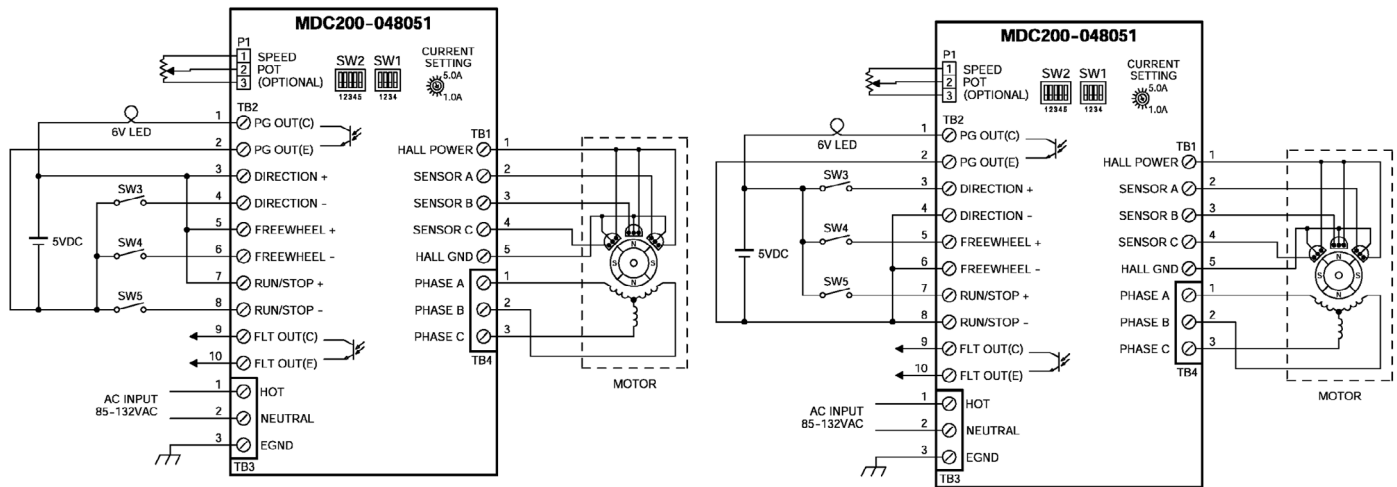 MDC200-048051
P1
1 SPEED
2 POT
3 (OPTIONAL)
SW2 SW1
12345 1234
CURRENT
SETTING
5.0A
1.0A
TB2
6V LED
1 PG OUT(C)
2 PG OUT(E)
3 DIRECTION +
SW3
4 DIRECTION -
5 FREEWHEEL +
5VDC
SW4
6 FREEWHEEL -
7 RUN/STOP +
SW5
8 RUN/STOP -
9 FLT OUT(C)
10 FLT OUT(E)
AC INPUT
85-132VAC
1 HOT
2 NEUTRAL
3 EGND
TB3
TB1
HALL POWER 1
SENSOR A 2
SENSOR B 3
SENSOR C 4
HALL GND 5
PHASE A 1
PHASE B 2
PHASE C 3
TB4
N
S S
N
MOTOR
MDC200-048051
P1
1 SPEED
2 POT
3 (OPTIONAL)
SW2 SW1
12345 1234
CURRENT
SETTING
5.0A
1.0A
TB2
6V LED
1 PG OUT(C)
2 PG OUT(E)
SW3
3 DIRECTION +
4 DIRECTION -
SW4
5 FREEWHEEL +
5VDC
6 FREEWHEEL -
SW5
7 RUN/STOP +
8 RUN/STOP -
9 FLT OUT(C)
10 FLT OUT(E)
AC INPUT
85-132VAC
1 HOT
2 NEUTRAL
3 EGND
TB3
TB1
HALL POWER 1
SENSOR A 2
SENSOR B 3
SENSOR C 4
HALL GND 5
PHASE A 1
PHASE B 2
PHASE C 3
TB4
N
S S
N
MOTOR